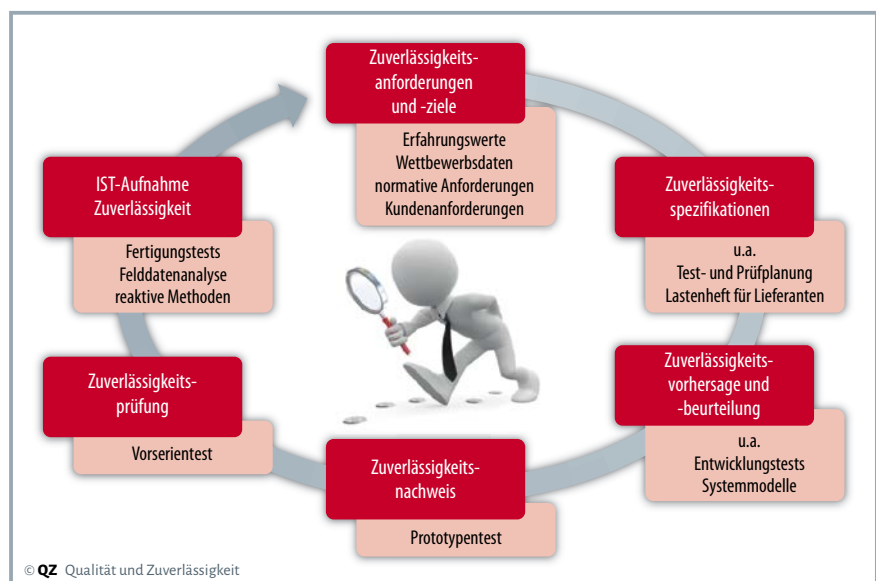 Zuverlässigkeits-
anforderungen
und -ziele
Erfahrungswerte
Wettbewerbsdaten
normative Anforderungen
Kundenanforderungen
Zuverlässigkeits-
spezifikationen
u.a.
Test- und Prüfplanung
Lastenheft für Lieferanten
Zuverlässigkeits-
vorhersage und
-beurteilung
u.a.
Entwicklungstests
Systemmodelle
Zuverlässigkeits-
nachweis
Prototypentest
Zuverlässigkeits-
prüfung
Vorserientest
IST-Aufnahme
Zuverlässigkeit
Fertigungstests
Felddatenanalyse
reaktive Methoden
© QZ Qualität und Zuverlässigkeit